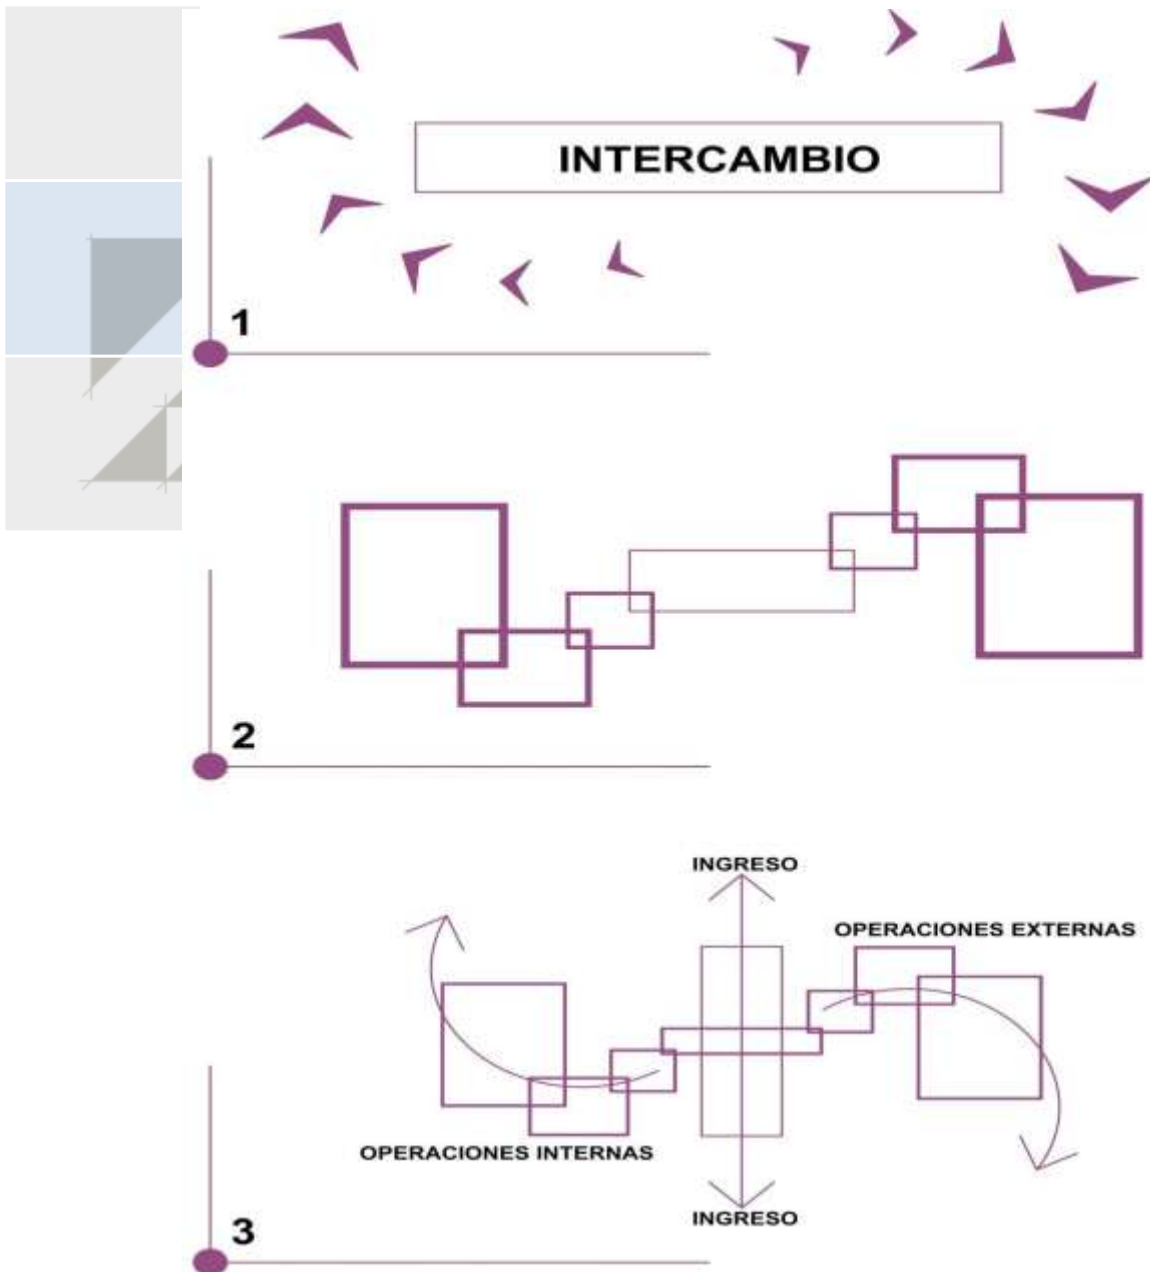 INTERCAMBIO
1
2
INGRESO
OPERACIONES EXTERNAS
OPERACIONES INTERNAS
INGRESO
3